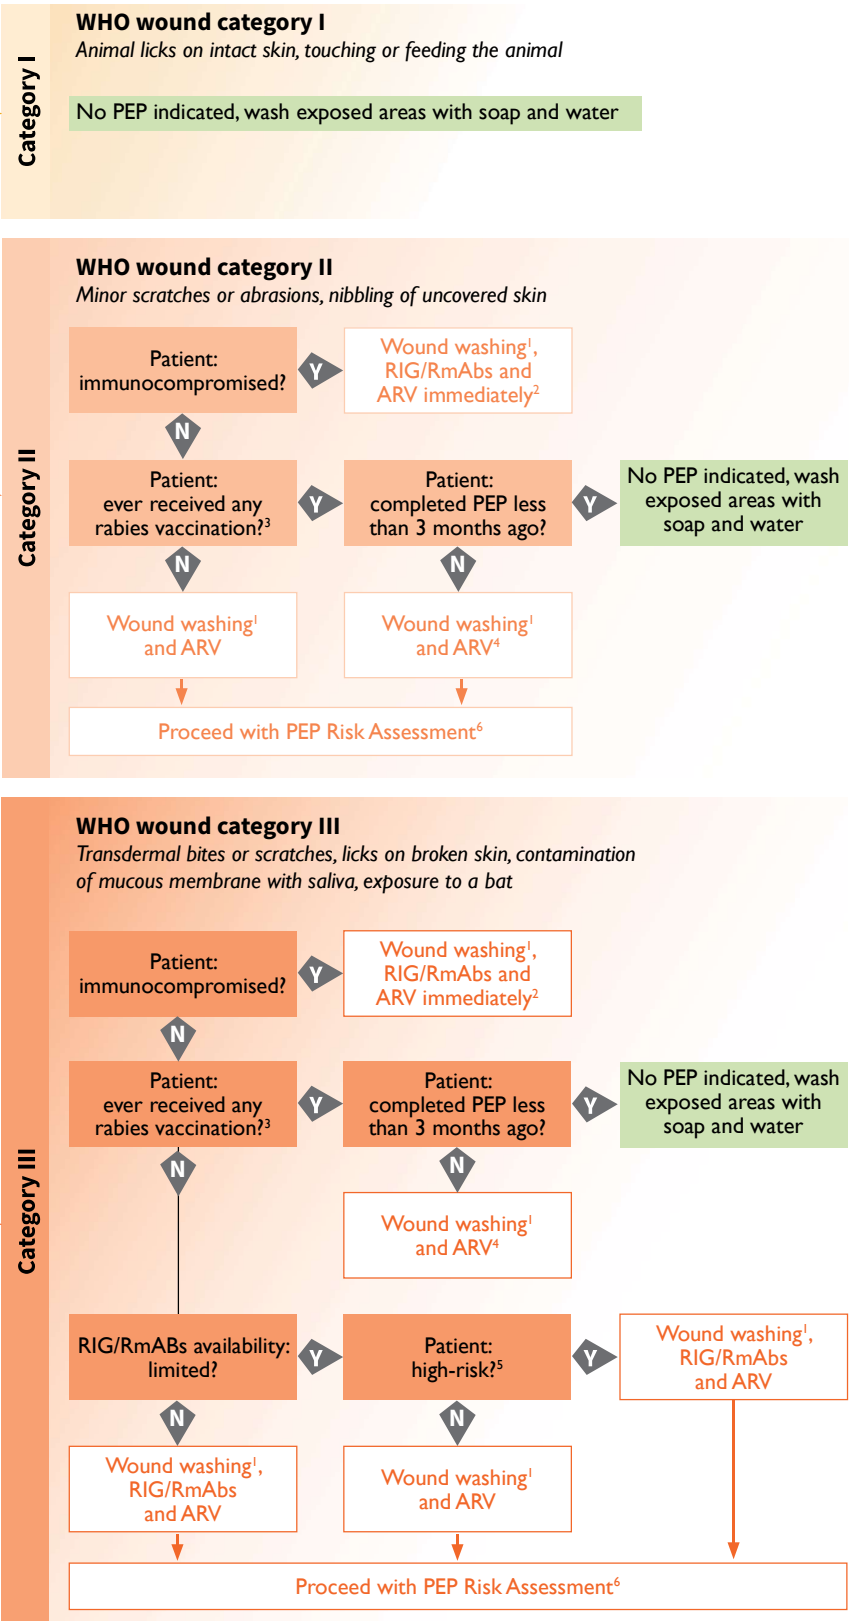 Category I
WHO wound category I
Animal licks on intact skin, touching or feeding the animal
No PEP indicated, wash exposed areas with soap and water
Category II
WHO wound category II
Minor scratches or abrasions, nibbling of uncovered skin
Patient:
immunocompromised?
Y
Wound washing¹,
RIG/RmAbs and
ARV immediately²
N
Patient:
ever received any
rabies vaccination?³
Y
Patient:
completed PEP less
than 3 months ago?
Y
No PEP indicated, wash
exposed areas with
soap and water
N
N
Wound washing¹
and ARV
Wound washing¹
and ARV⁴
Proceed with PEP Risk Assessment⁶
Category III
WHO wound category III
Transdermal bites or scratches, licks on broken skin, contamination
of mucous membrane with saliva, exposure to a bat
Patient:
immunocompromised?
Y
Wound washing¹,
RIG/RmAbs and
ARV immediately²
N
Patient:
ever received any
rabies vaccination?³
Y
Patient:
completed PEP less
than 3 months ago?
Y
No PEP indicated, wash
exposed areas with
soap and water
N
N
Wound washing¹
and ARV⁴
RIG/RmABs availability:
limited?
Y
Patient:
high-risk?⁵
Y
Wound washing¹,
RIG/RmAbs
and ARV
N
N
Wound washing¹,
RIG/RmAbs
and ARV
Wound washing¹
and ARV
Proceed with PEP Risk Assessment⁶